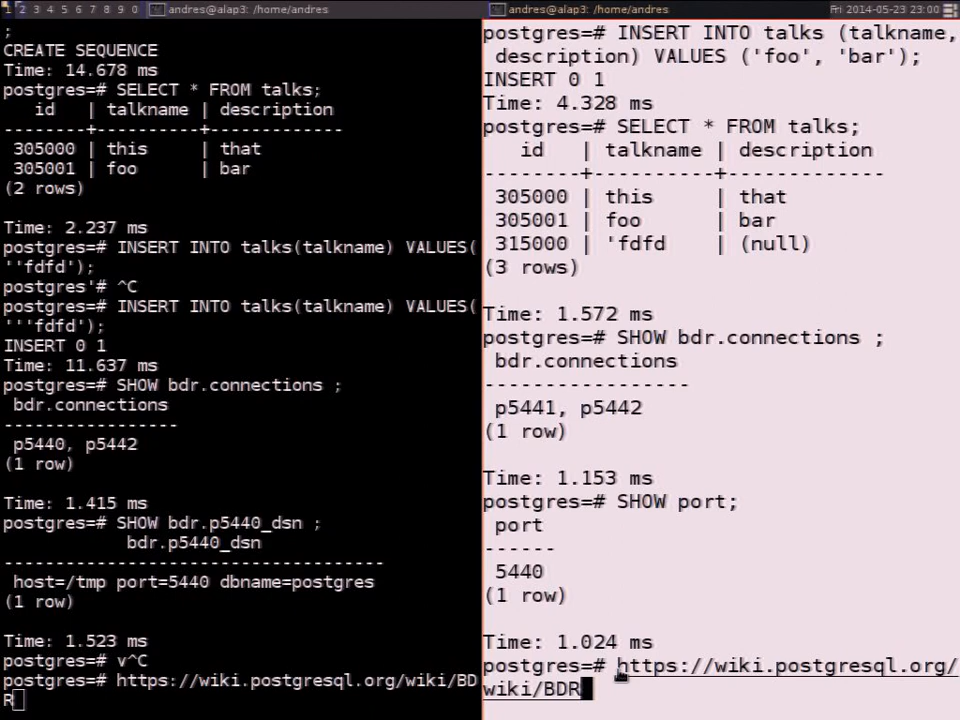 1 2 3 4 5 6 7 8 9 0 andres@alap3: /home/andres
;
CREATE SEQUENCE
Time: 14.678 ms
postgres=# SELECT * FROM talks;
   id   | talkname | description
--------+----------+-------------
 305000 | this     | that
 305001 | foo      | bar
(2 rows)
Time: 2.237 ms
postgres=# INSERT INTO talks(talkname) VALUES(
''fdfd');
postgres'# ^C
postgres=# INSERT INTO talks(talkname) VALUES(
'''fdfd');
INSERT 0 1
Time: 11.637 ms
postgres=# SHOW bdr.connections ;
 bdr.connections
-----------------
 p5440, p5442
(1 row)
Time: 1.415 ms
postgres=# SHOW bdr.p5440_dsn ;
            bdr.p5440_dsn
-------------------------------------
 host=/tmp port=5440 dbname=postgres
(1 row)
Time: 1.523 ms
postgres=# v^C
postgres=# https://wiki.postgresql.org/wiki/BD
R
andres@alap3: /home/andres Fri 2014-05-23 23:00
postgres=# INSERT INTO talks (talkname,
 description) VALUES ('foo', 'bar');
INSERT 0 1
Time: 4.328 ms
postgres=# SELECT * FROM talks;
   id   | talkname | description
--------+----------+-------------
 305000 | this     | that
 305001 | foo      | bar
 315000 | 'fdfd    | (null)
(3 rows)
Time: 1.572 ms
postgres=# SHOW bdr.connections ;
 bdr.connections
-----------------
 p5441, p5442
(1 row)
Time: 1.153 ms
postgres=# SHOW port;
 port
------
 5440
(1 row)
Time: 1.024 ms
postgres=# https://wiki.postgresql.org/
wiki/BDR